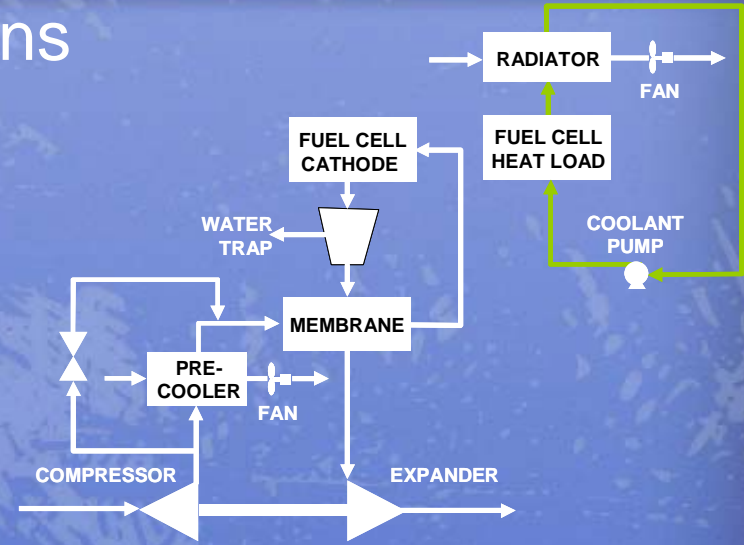 ns
RADIATOR
FAN
FUEL CELL
CATHODE
FUEL CELL
HEAT LOAD
WATER
TRAP
COOLANT
PUMP
MEMBRANE
PRE-
COOLER
FAN
COMPRESSOR
EXPANDER